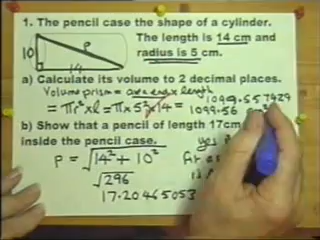 1. The pencil case the shape of a cylinder.
The length is 14 cm and
radius is 5 cm.
10
P
14
a) Calculate its volume to 2 decimal places.
Volume prism = area end x length
= πr² x l = π x 5² x 14 = 1099.557429
1099.56
b) Show that a pencil of length 17cm
inside the pencil case. yes
P = √14² + 10²
√296
17.20465053